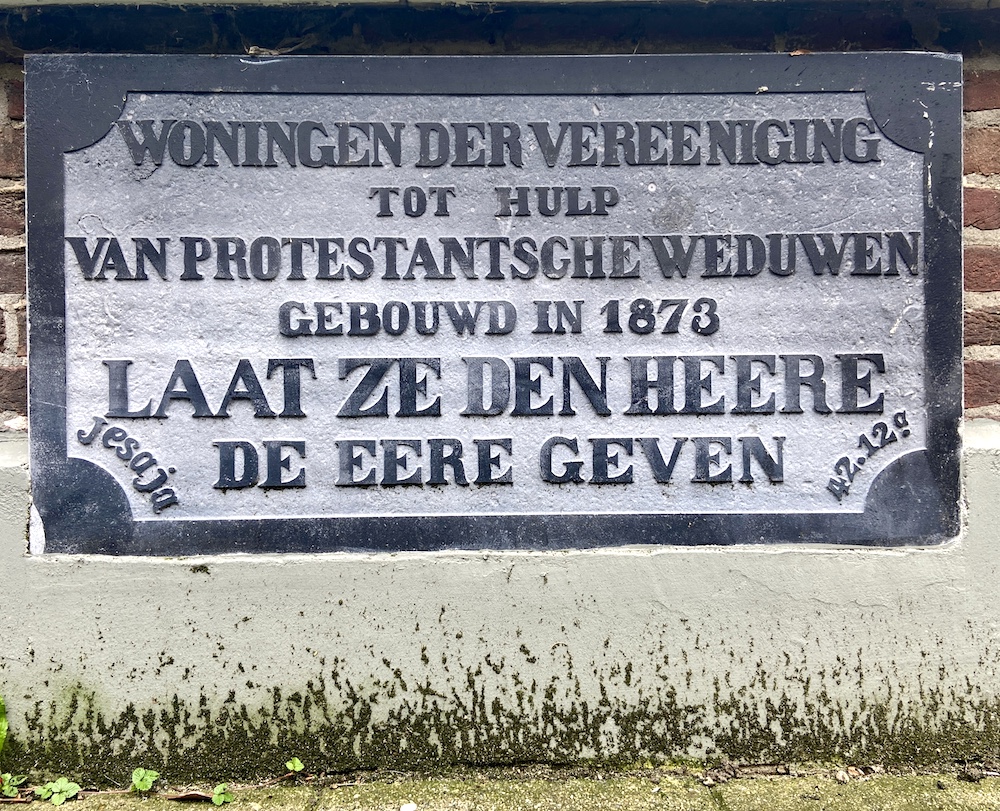 WONINGEN DER VEREENIGING
TOT HULP
VAN PROTESTANTSCHE WEDUWEN
GEBOUWD IN 1873
LAAT ZE DEN HEERE
DE EERE GEVEN
Jesaja
42.12a